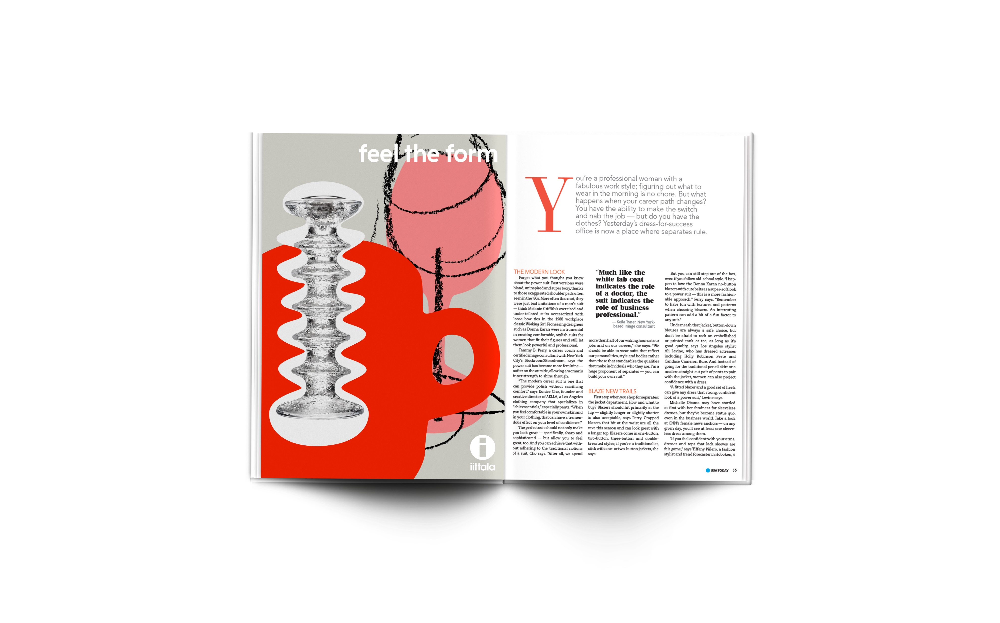 feel the form
i
iittala
You’re a professional woman with a
fabulous work style; figuring out what to
wear in the morning is no chore. But what
happens when your career path changes?
You have the ability to make the switch
and nab the job — but do you have the
clothes? Yesterday’s dress-for-success
office is now a place where separates rule.
THE MODERN LOOK
Forget what you thought you knew
about the power suit. Past versions were
bland, uninspired and super boxy, thanks
to those exaggerated shoulder pads often
seen in the ’80s. More often than not, they
were just bad imitations of a man’s suit
— think Melanie Griffith’s oversized and
under-tailored suits accessorized with
loose bow ties in the 1988 workplace
classic Working Girl. Pioneering designers
such as Donna Karan were instrumental
in creating comfortable, stylish suits for
women that fit their figures and still let
them look powerful and professional.
Tammy B. Perry, a career coach and
certified image consultant with New York
City’s Stockroom2Boardroom, says the
power suit has become more feminine —
softer on the outside, allowing a woman’s
inner strength to shine through.
“The modern career suit is one that
can provide polish without sacrificing
comfort,” says Eunice Cho, founder and
creative director of AELLA, a Los Angeles
clothing company that specializes in
“chic essentials,” especially pants. “When
you feel comfortable in your own skin and
in your clothing, that can have a tremen-
dous effect on your level of confidence.”
The perfect suit should not only make
you look great — specifically, sharp and
sophisticated — but allow you to feel
great, too. And you can achieve that with-
out adhering to the traditional notions
of a suit, Cho says. “After all, we spend
“Much like the
white lab coat
indicates the role
of a doctor, the
suit indicates the
role of business
professional.”
— Keila Tyner, New York-
based Image consultant
more than half of our waking hours at our
jobs and on our careers,” she says. “We
should be able to wear suits that reflect
our personalities, style and bodies rather
than those that standardize the qualities
that make individuals who they are. I’m a
huge proponent of separates — you can
build your own suit.”
BLAZE NEW TRAILS
First stop when you shop for separates:
the jacket department. How and what to
buy? Blazers should hit primarily at the
hip — slightly longer or slightly shorter
is also acceptable, says Perry. Cropped
blazers that hit at the waist are all the
rave this season and can look great with
a longer top. Blazers come in one-button,
two-button, three-button and double-
breasted styles; if you’re a traditionalist,
stick with one- or two-button jackets, she
says.
But you can still step out of the box,
even if you follow old-school style. “I hap-
pen to love the Donna Karan no-button
blazers with cute belts as a super-soft look
to a power suit — this is a more fashion-
able approach,” Perry says. “Remember
to have fun with textures and patterns
when choosing blazers. An interesting
pattern can add a bit of a fun factor to
any suit.”
Underneath that jacket, button-down
blouses are always a safe choice, but
don’t be afraid to rock an embellished
or printed tank or tee, as long as it’s
good quality, says Los Angeles stylist
Ali Levine, who has dressed actresses
including Holly Robinson Peete and
Candace Cameron Bure. And instead of
going for the traditional pencil skirt or a
modern straight-cut pair of pants to pair
with the jacket, women can also project
confidence with a dress.
“A fitted blazer and a good set of heels
can give any dress that strong, confident
look of a power suit,” Levine says.
Michelle Obama may have startled
at first with her fondness for sleeveless
dresses, but they’ve become status quo,
even in the business world. Take a look
at CNN’s female news anchors — on any
given day, you’ll see at least one sleeve-
less dress among them.
“If you feel confident with your arms,
dresses and tops that lack sleeves are
fair game,” says Tiffany Piñero, a fashion
stylist and trend forecaster in Hoboken, »
USA TODAY 55